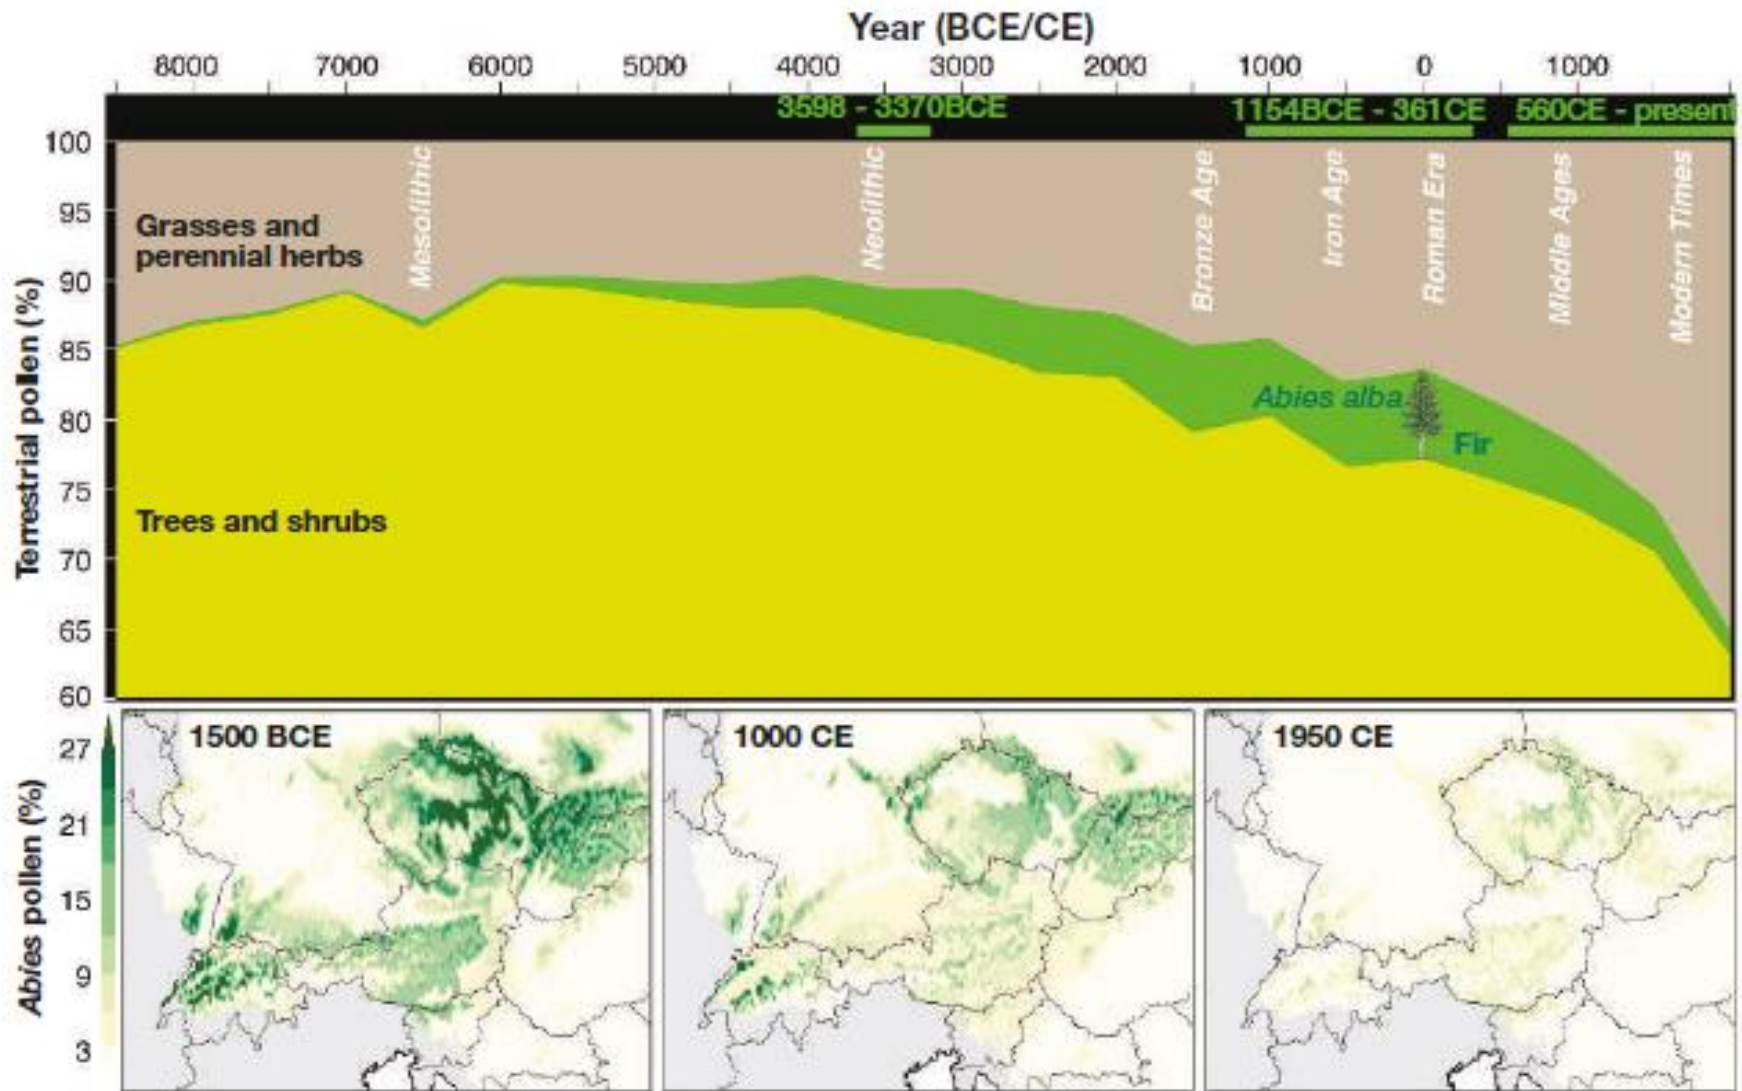 Year (BCE/CE)
8000 7000 6000 5000 4000 3000 2000 1000 0 1000
3598 - 3370BCE 1154BCE - 361CE 560CE - present
100
95
90
85
80
75
70
65
60
Terrestrial pollen (%)
Grasses and
perennial herbs
Mesolithic
Neolithic
Bronze Age
Iron Age
Roman Era
Middle Ages
Modern Times
Abies alba
Fir
Trees and shrubs
1500 BCE 1000 CE 1950 CE
27
21
15
9
3
Abies pollen (%)